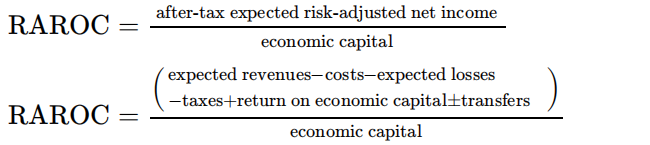 RAROC = after-tax expected risk-adjusted net income
economic capital
RAROC = (expected revenues−costs−expected losses
−taxes+return on economic capital±transfers)
economic capital